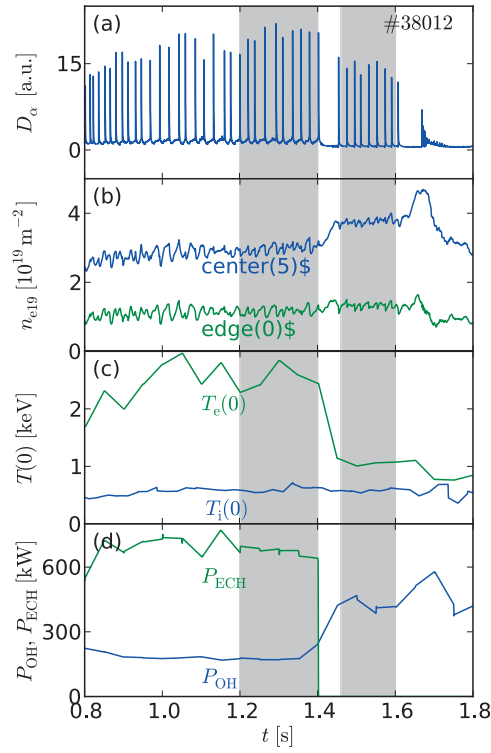 (a)
#38012
15
0
D_α [a.u.]
(b)
4
2
0
n_e19 [10^19 m^−2]
center(5)$
edge(0)$
(c)
2
1
0
T(0) [keV]
T_e(0)
T_i(0)
(d)
600
300
0
P_OH, P_ECH [kW]
P_ECH
P_OH
0.8 1.0 1.2 1.4 1.6 1.8
t [s]